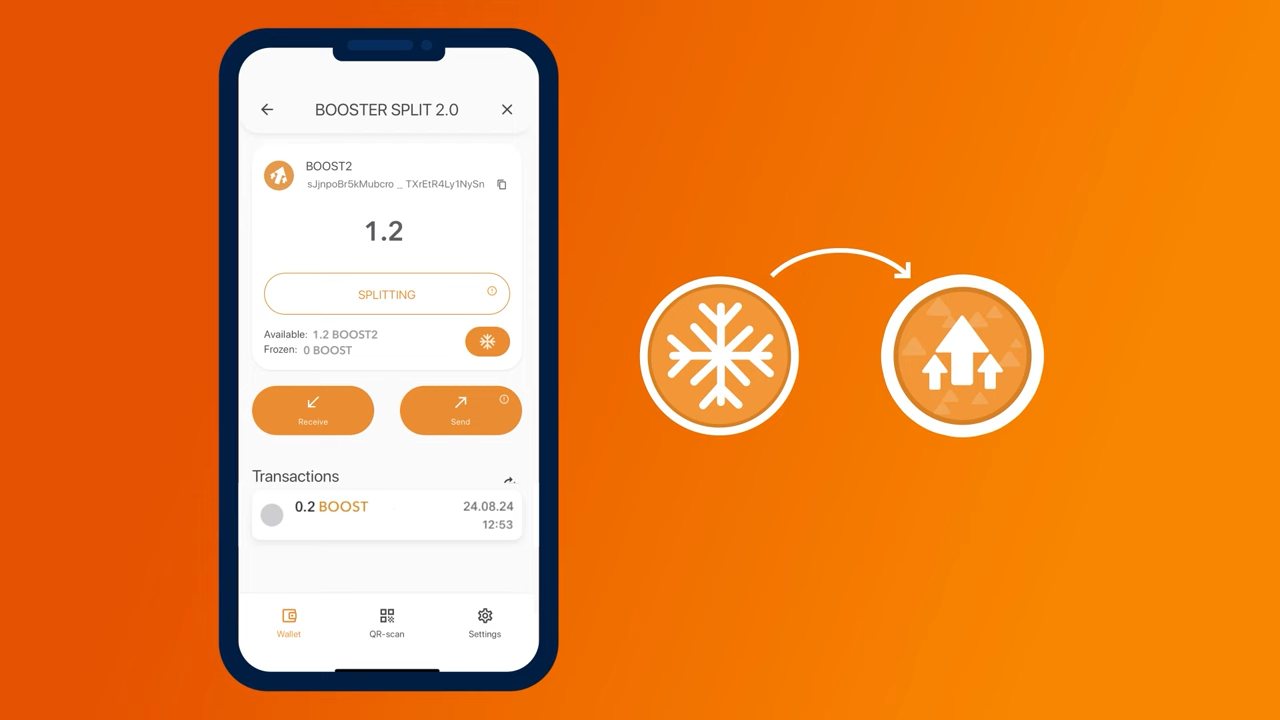 BOOSTER SPLIT 2.0
BOOST2
sJjnpoBr5kMubcro _ TXrEtR4Ly1NySn
1.2
SPLITTING
Available: 1.2 BOOST2
Frozen: 0 BOOST
Receive
Send
Transactions
0.2 BOOST
24.08.24
12:53
Wallet
QR-scan
Settings